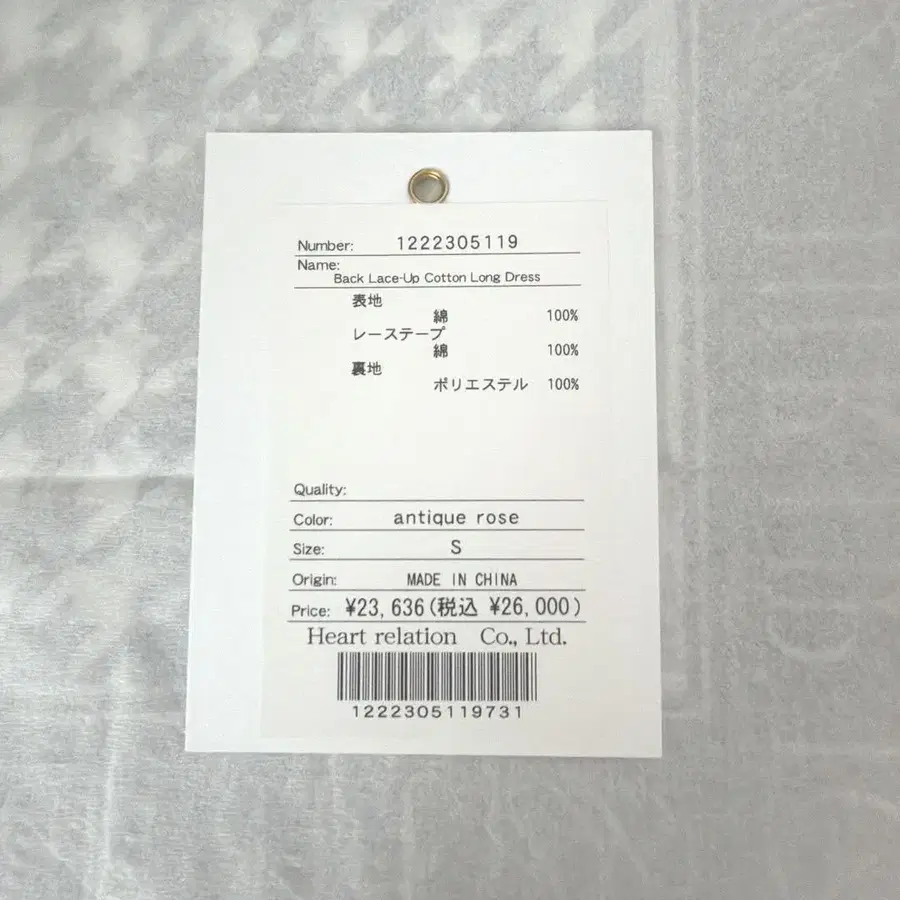 Number: 1222305119
Name:
Back Lace-Up Cotton Long Dress
表地
綿 100%
レーステープ
綿 100%
裏地
ポリエステル 100%
Quality:
Color: antique rose
Size: S
Origin: MADE IN CHINA
Price: ¥23,636(税込 ¥26,000)
Heart relation Co., Ltd.
1222305119731